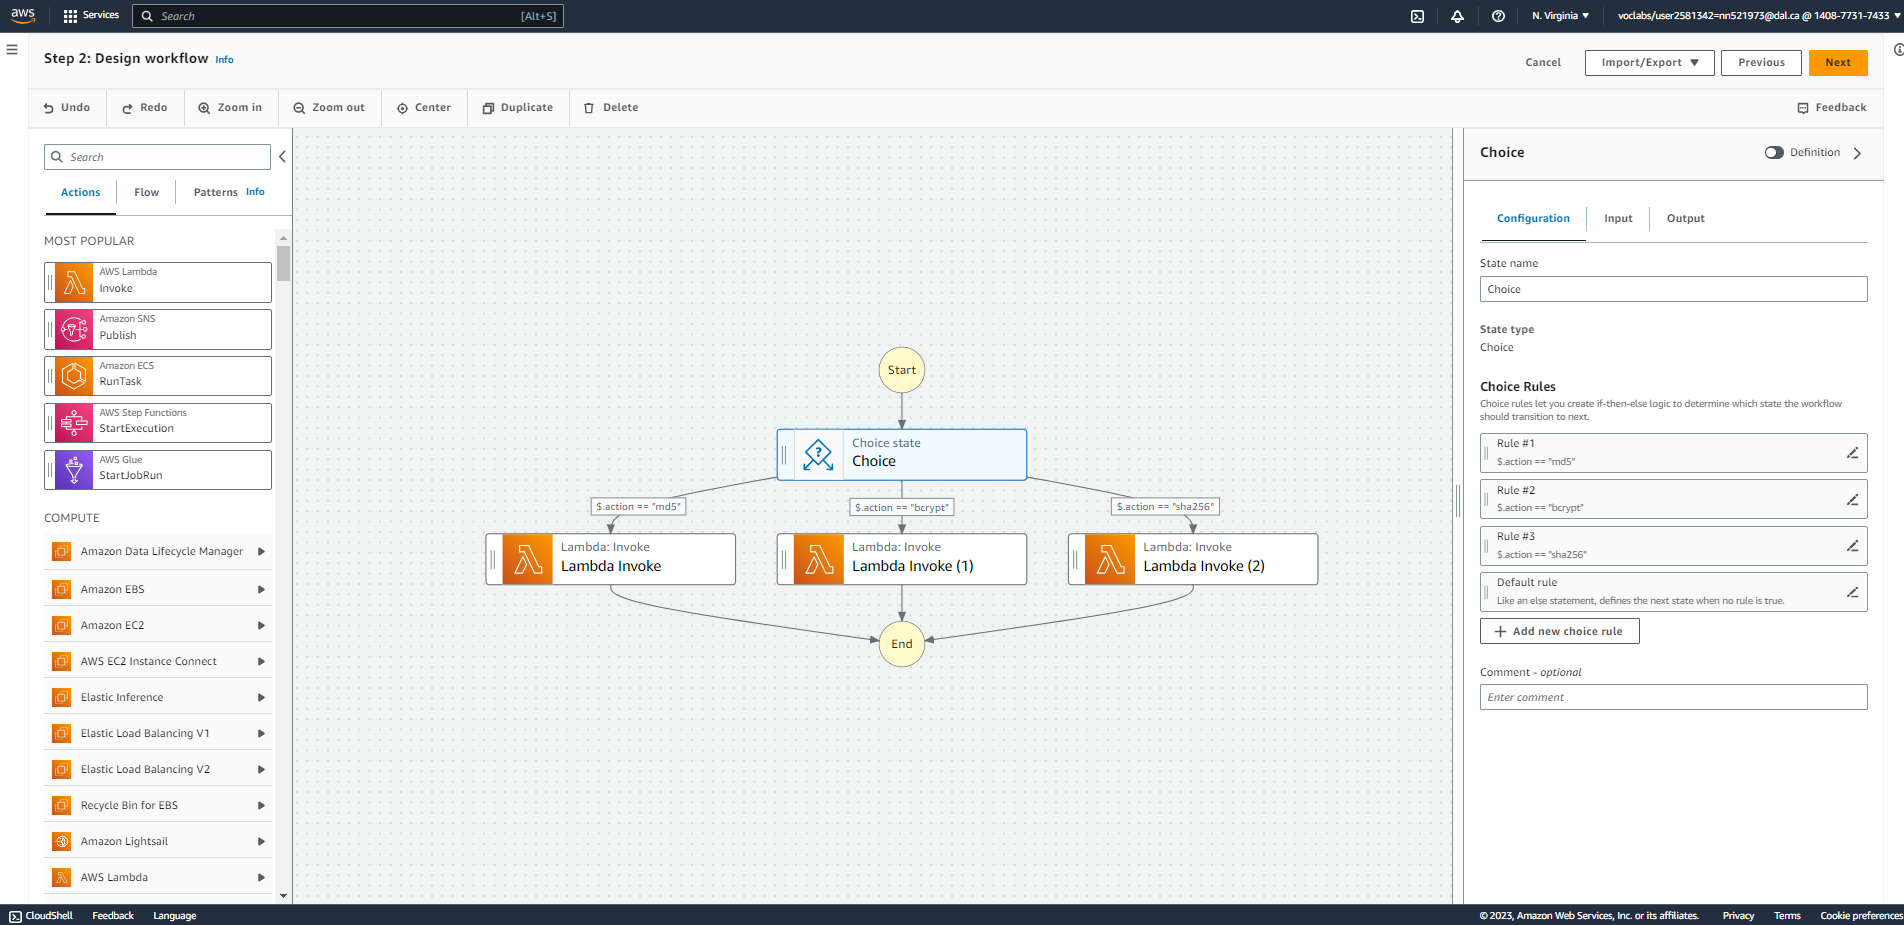 aws
Services
Search
[Alt+S]
N. Virginia
voclabs/user2581342=nn521973@dal.ca @ 1408-7731-7433
Step 2: Design workflow
Info
Cancel
Import/Export
Previous
Next
Undo
Redo
Zoom in
Zoom out
Center
Duplicate
Delete
Feedback
Search
Actions
Flow
Patterns
Info
MOST POPULAR
AWS Lambda
Invoke
Amazon SNS
Publish
Amazon ECS
RunTask
AWS Step Functions
StartExecution
AWS Glue
StartJobRun
COMPUTE
Amazon Data Lifecycle Manager
Amazon EBS
Amazon EC2
AWS EC2 Instance Connect
Elastic Inference
Elastic Load Balancing V1
Elastic Load Balancing V2
Recycle Bin for EBS
Amazon Lightsail
AWS Lambda
Start
Choice state
Choice
$.action == "md5"
$.action == "bcrypt"
$.action == "sha256"
Lambda: Invoke
Lambda Invoke
Lambda: Invoke
Lambda Invoke (1)
Lambda: Invoke
Lambda Invoke (2)
End
Choice
Definition
Configuration
Input
Output
State name
Choice
State type
Choice
Choice Rules
Choice rules let you create if-then-else logic to determine which state the workflow
should transition to next.
Rule #1
$.action == "md5"
Rule #2
$.action == "bcrypt"
Rule #3
$.action == "sha256"
Default rule
Like an else statement, defines the next state when no rule is true.
Add new choice rule
Comment - optional
Enter comment
CloudShell
Feedback
Language
© 2023, Amazon Web Services, Inc. or its affiliates.
Privacy
Terms
Cookie preferences